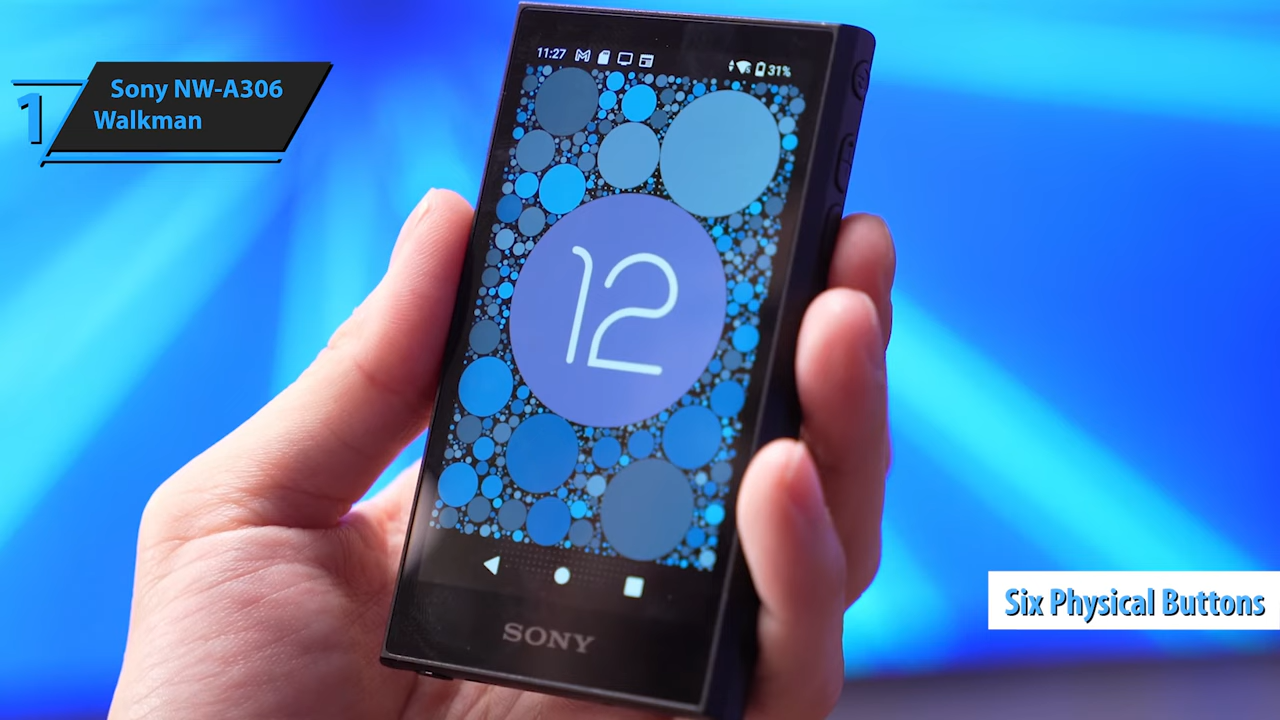 1
Sony NW-A306
Walkman
11:27
31%
12
SONY
Six Physical Buttons